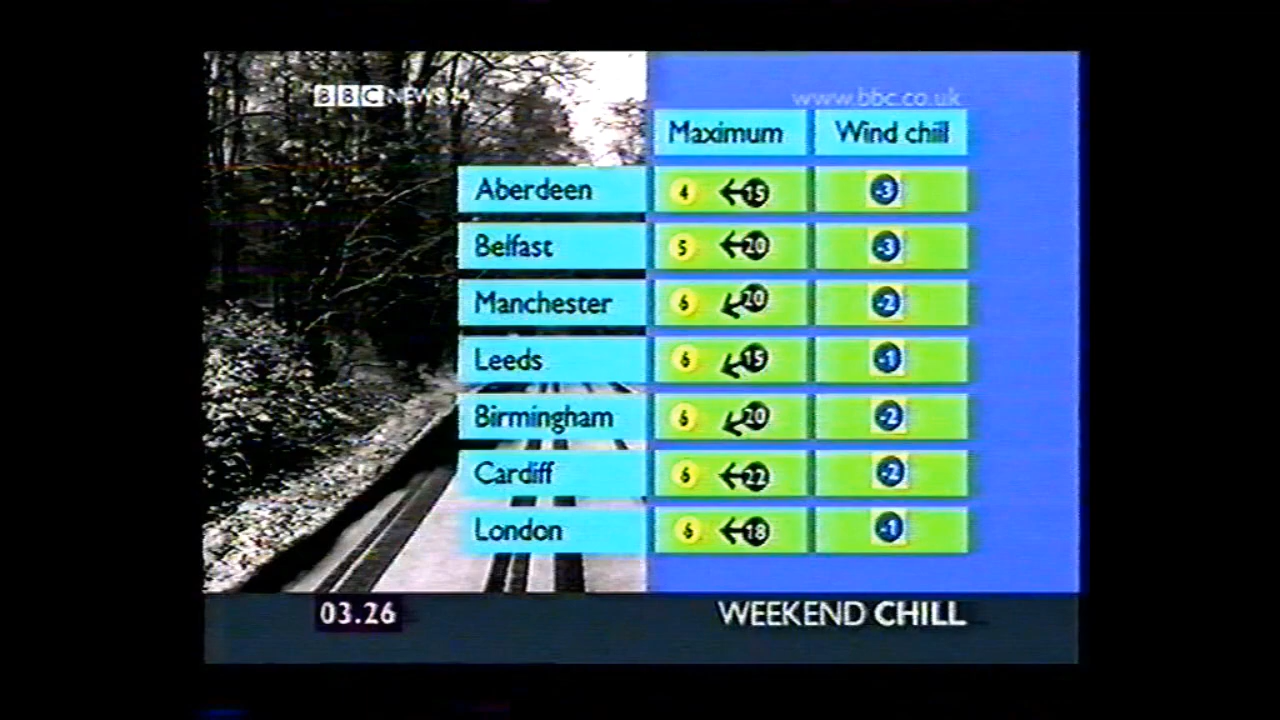 BBC NEWS 24
www.bbc.co.uk
Maximum Wind chill
Aberdeen 4 15 -3
Belfast 5 20 -3
Manchester 6 20 -2
Leeds 6 15 -1
Birmingham 6 20 -2
Cardiff 6 22 -2
London 6 18 -1
03.26 WEEKEND CHILL